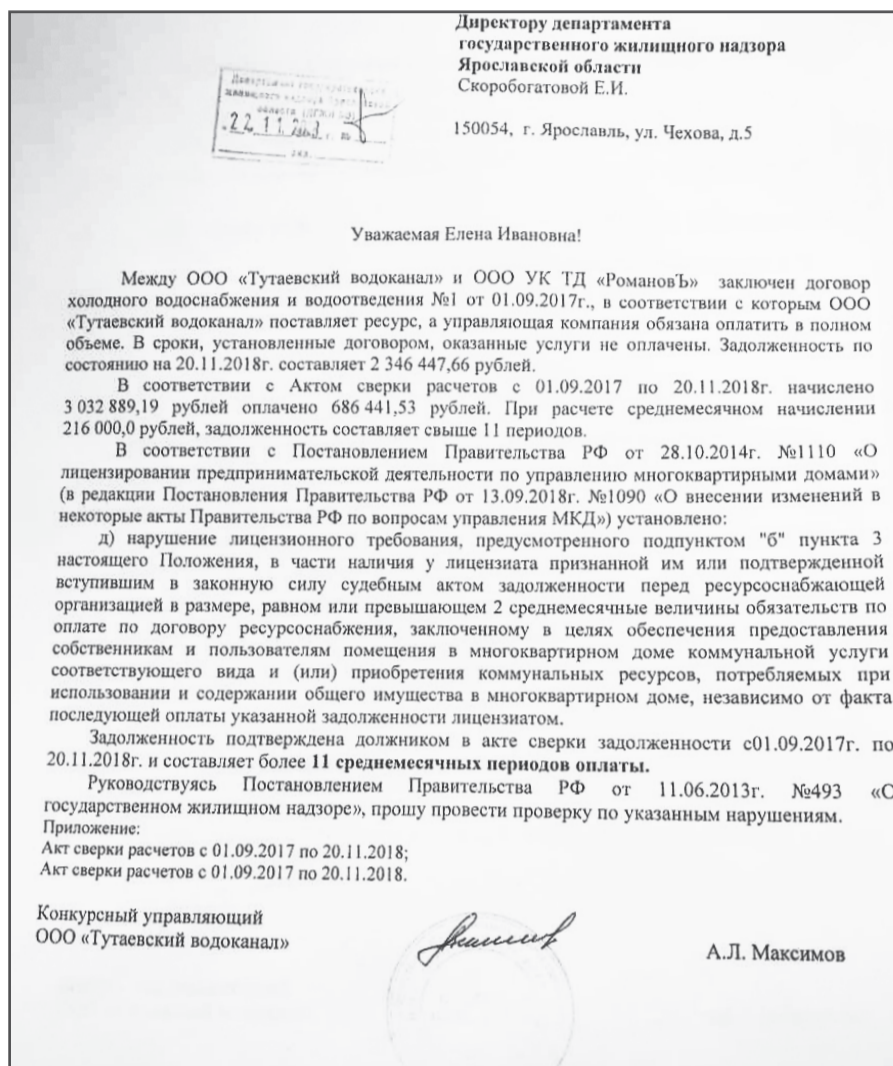 Директору департамента
государственного жилищного надзора
Ярославской области
Скоробогатовой Е.И.
22 11
150054, г. Ярославль, ул. Чехова, д.5
Уважаемая Елена Ивановна!
Между ООО «Тутаевский водоканал» и ООО УК ТД «РомановЪ» заключен договор
холодного водоснабжения и водоотведения №1 от 01.09.2017г., в соответствии с которым ООО
«Тутаевский водоканал» поставляет ресурс, а управляющая компания обязана оплатить в полном
объеме. В сроки, установленные договором, оказанные услуги не оплачены. Задолженность по
состоянию на 20.11.2018г. составляет 2 346 447,66 рублей.
В соответствии с Актом сверки расчетов с 01.09.2017 по 20.11.2018г. начислено
3 032 889,19 рублей оплачено 686 441,53 рублей. При расчете среднемесячном начислении
216 000,0 рублей, задолженность составляет свыше 11 периодов.
В соответствии с Постановлением Правительства РФ от 28.10.2014г. №1110 «О
лицензировании предпринимательской деятельности по управлению многоквартирными домами»
(в редакции Постановления Правительства РФ от 13.09.2018г. №1090 «О внесении изменений в
некоторые акты Правительства РФ по вопросам управления МКД») установлено:
д) нарушение лицензионного требования, предусмотренного подпунктом "б" пункта 3
настоящего Положения, в части наличия у лицензиата признанной им или подтвержденной
вступившим в законную силу судебным актом задолженности перед ресурсоснабжающей
организацией в размере, равном или превышающем 2 среднемесячные величины обязательств по
оплате по договору ресурсоснабжения, заключенному в целях обеспечения предоставления
собственникам и пользователям помещения в многоквартирном доме коммунальной услуги
соответствующего вида и (или) приобретения коммунальных ресурсов, потребляемых при
использовании и содержании общего имущества в многоквартирном доме, независимо от факта
последующей оплаты указанной задолженности лицензиатом.
Задолженность подтверждена должником в акте сверки задолженности с01.09.2017г. по
20.11.2018г. и составляет более 11 среднемесячных периодов оплаты.
Руководствуясь Постановлением Правительства РФ от 11.06.2013г. №493 «О
государственном жилищном надзоре», прошу провести проверку по указанным нарушениям.
Приложение:
Акт сверки расчетов с 01.09.2017 по 20.11.2018;
Акт сверки расчетов с 01.09.2017 по 20.11.2018.
Конкурсный управляющий
ООО «Тутаевский водоканал»
А.Л. Максимов